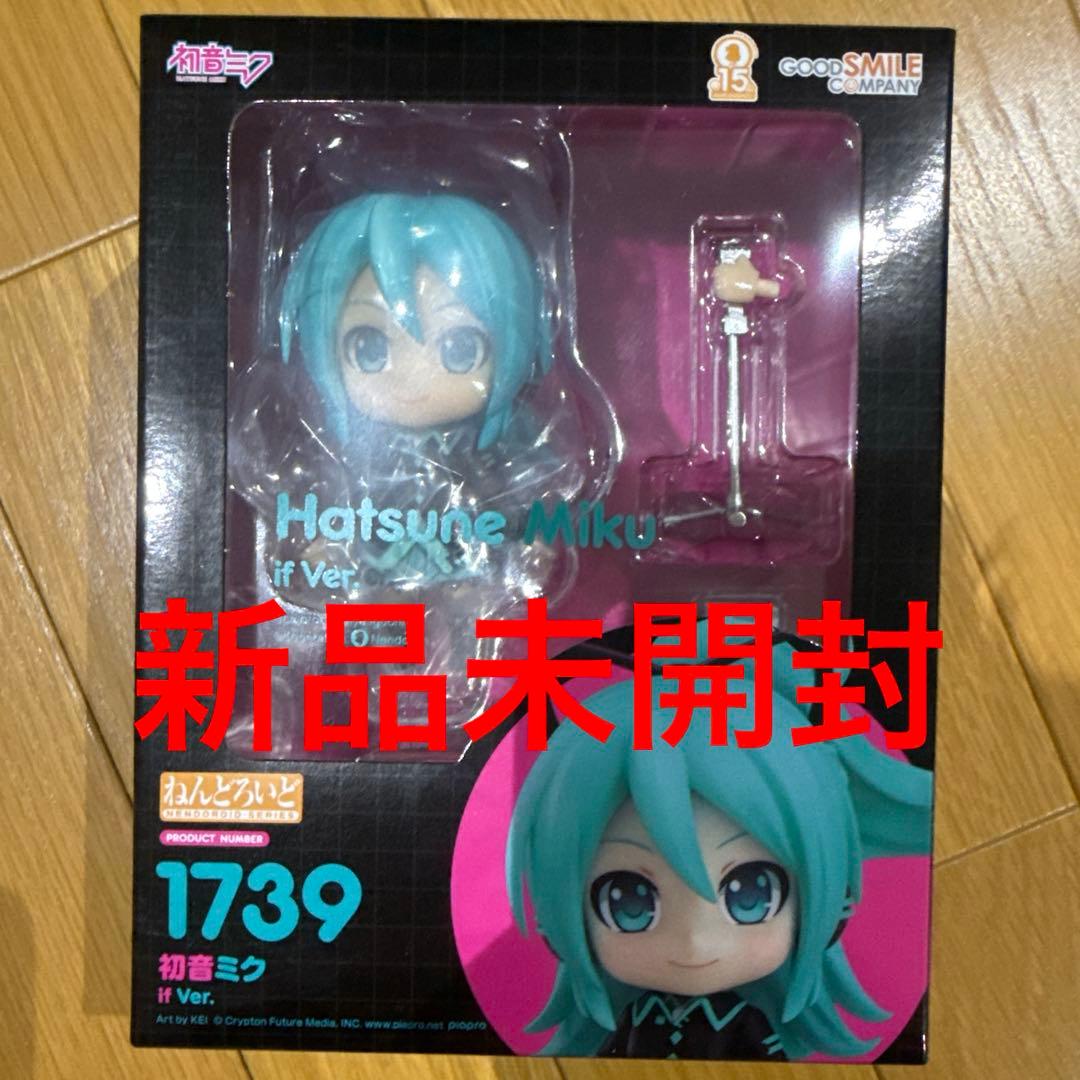 初音ミク
HATSUNE MIKU
15
GOOD SMILE
COMPANY
Hatsune Miku
if Ver.
新品未開封
ねんどろいど
NENDOROID SERIES
PRODUCT NUMBER
1739
初音ミク
if Ver.
Art by KEI © Crypton Future Media, INC. www.piapro.net piapro